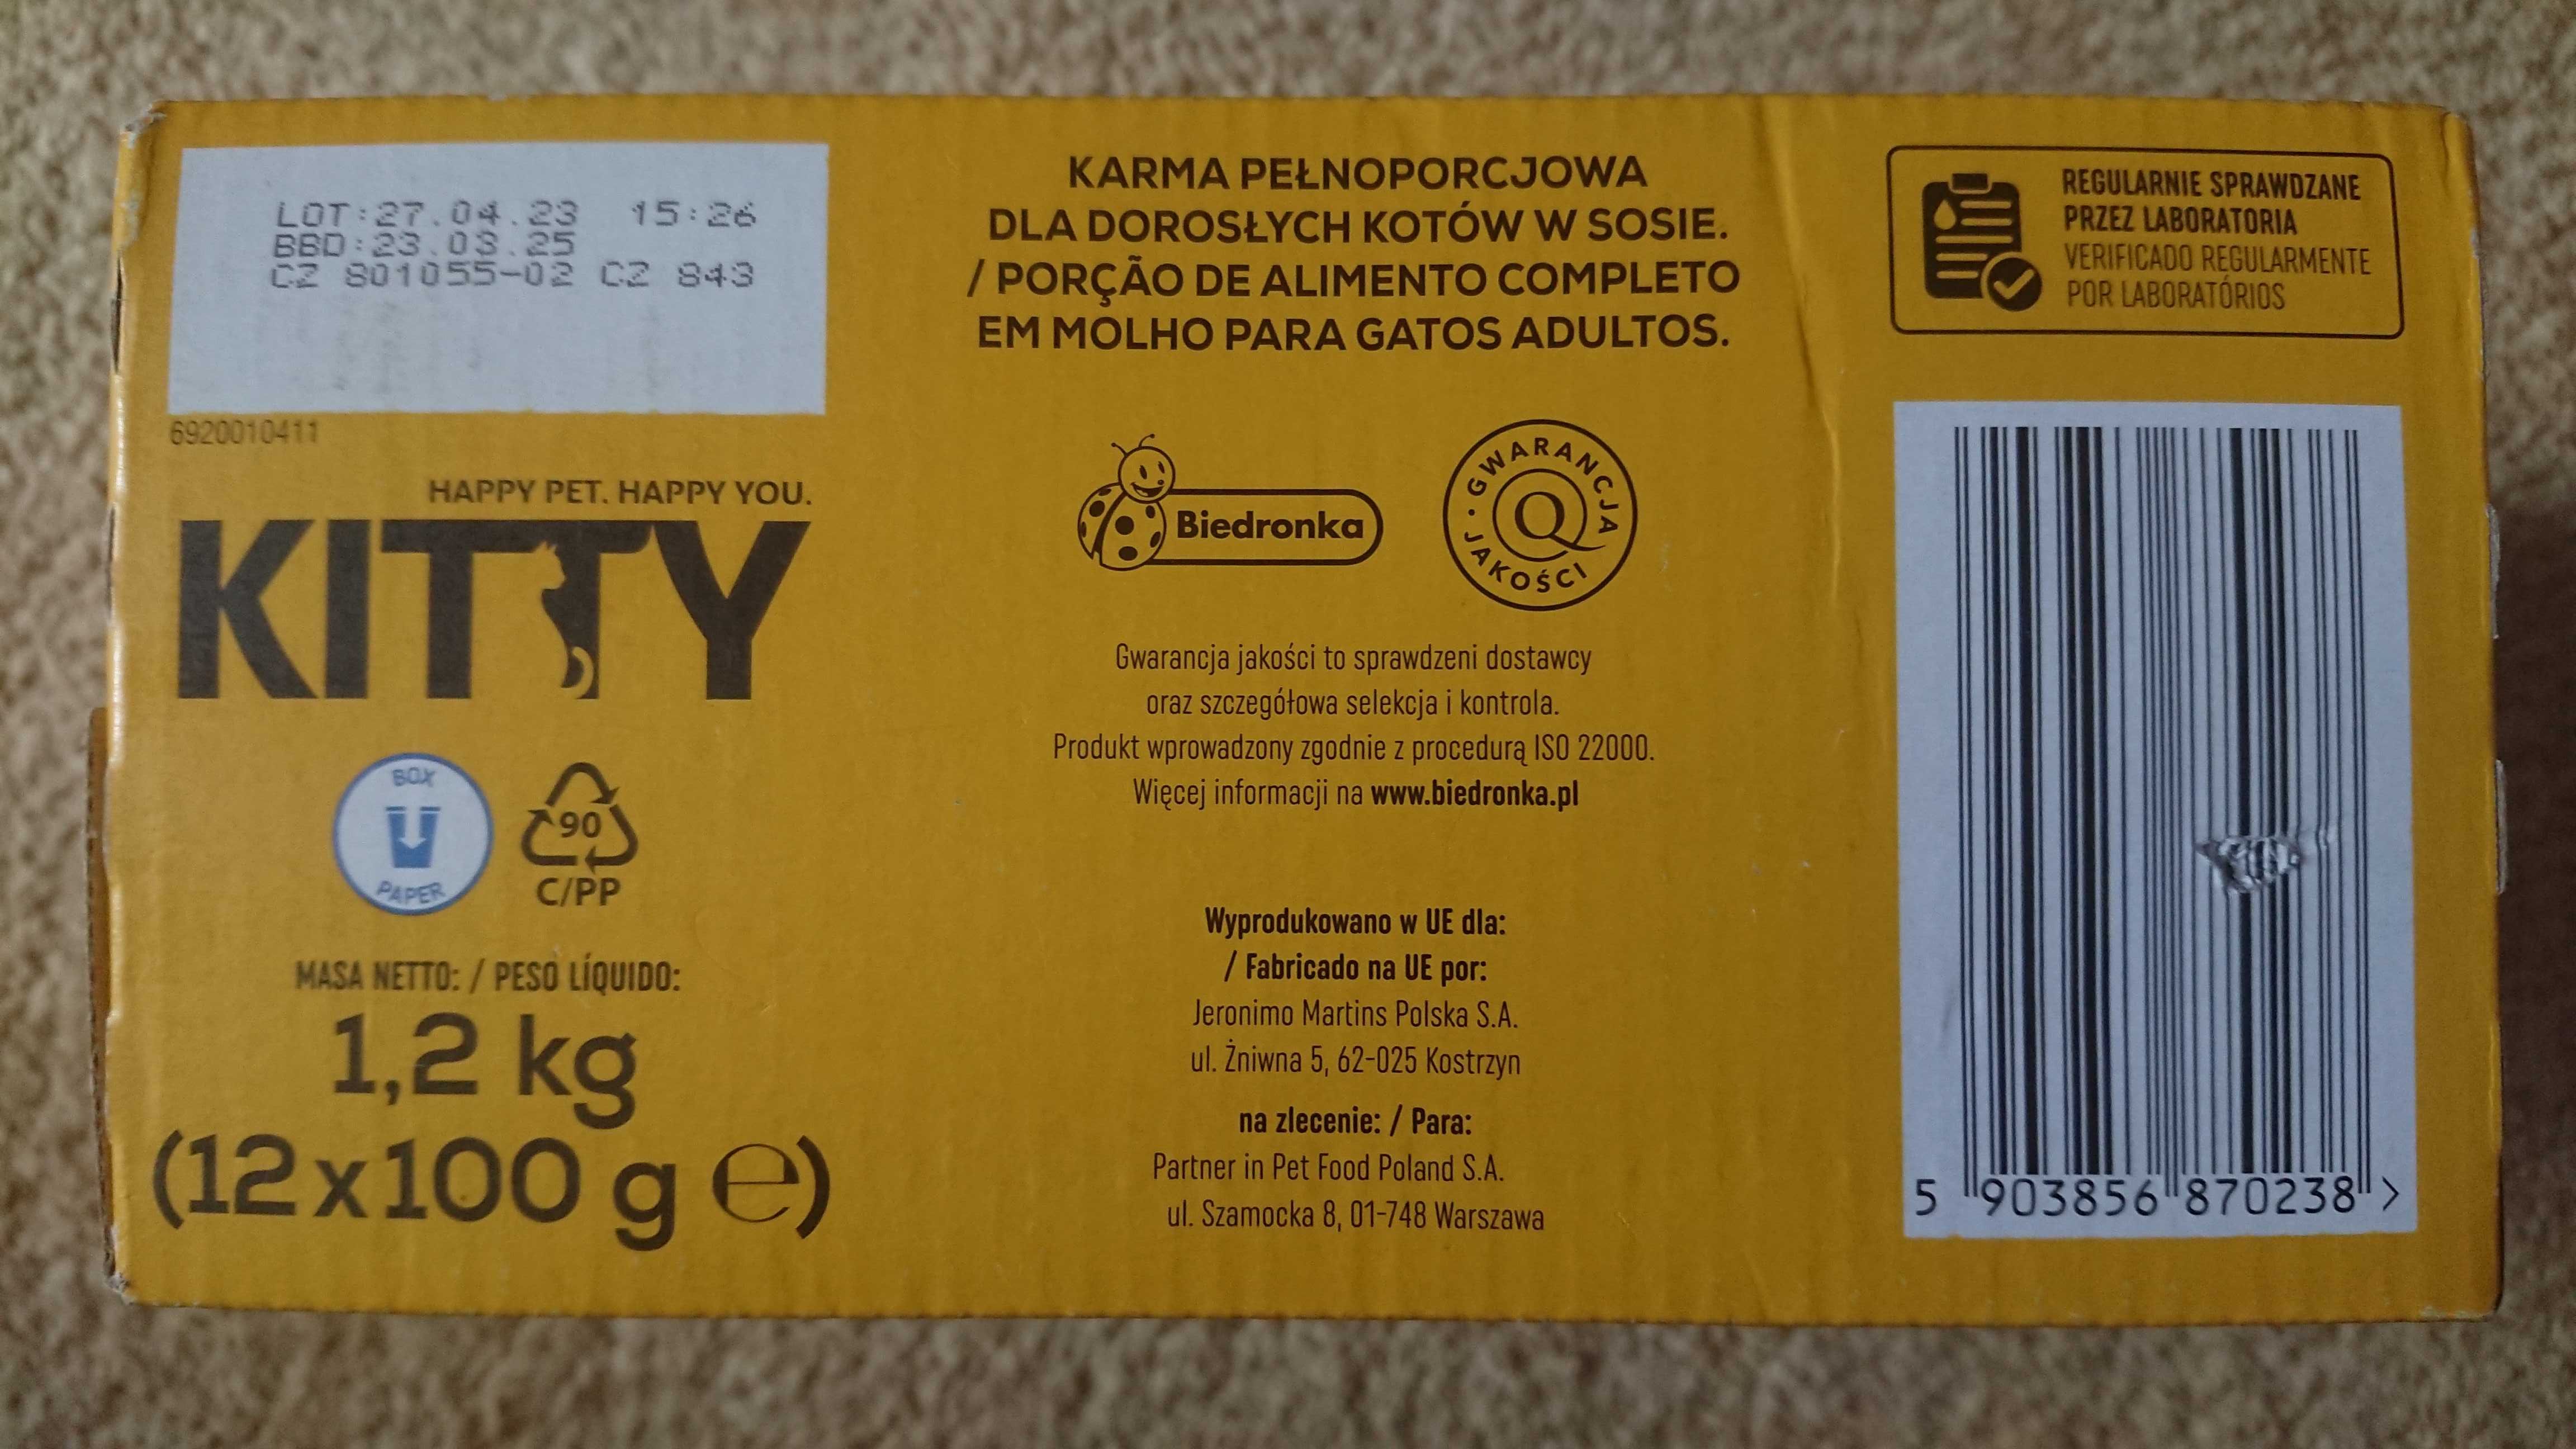 LOT:27.04.23 15:26
BBD:23.03.25
CZ 801055-02 CZ 843
6920010411
HAPPY PET. HAPPY YOU.
KITTY
BOX
PAPER
90
C/PP
MASA NETTO: / PESO LÍQUIDO:
1,2 kg
(12x100 g ℮)
KARMA PEŁNOPORCJOWA
DLA DOROSŁYCH KOTÓW W SOSIE.
/ PORÇÃO DE ALIMENTO COMPLETO
EM MOLHO PARA GATOS ADULTOS.
Biedronka
GWARANCJA
Q
JAKOŚCI
Gwarancja jakości to sprawdzeni dostawcy
oraz szczegółowa selekcja i kontrola.
Produkt wprowadzony zgodnie z procedurą ISO 22000.
Więcej informacji na www.biedronka.pl
Wyprodukowano w UE dla:
/ Fabricado na UE por:
Jeronimo Martins Polska S.A.
ul. Żniwna 5, 62-025 Kostrzyn
na zlecenie: / Para:
Partner in Pet Food Poland S.A.
ul. Szamocka 8, 01-748 Warszawa
REGULARNIE SPRAWDZANE
PRZEZ LABORATORIA
VERIFICADO REGULARMENTE
POR LABORATÓRIOS
5 903856 870238 >